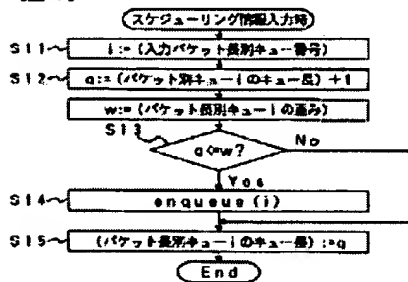 スケジューリング情報入力時
S11 i:=(入力パケット長別キュー番号)
S12 q:=(パケット別キューiのキュー長)+1
w:=(パケット長別キューiの重み)
S13
q<=w?
No
Yes
S14 enqueue(i)
S15 (パケット長別キューiのキュー長):=q
End